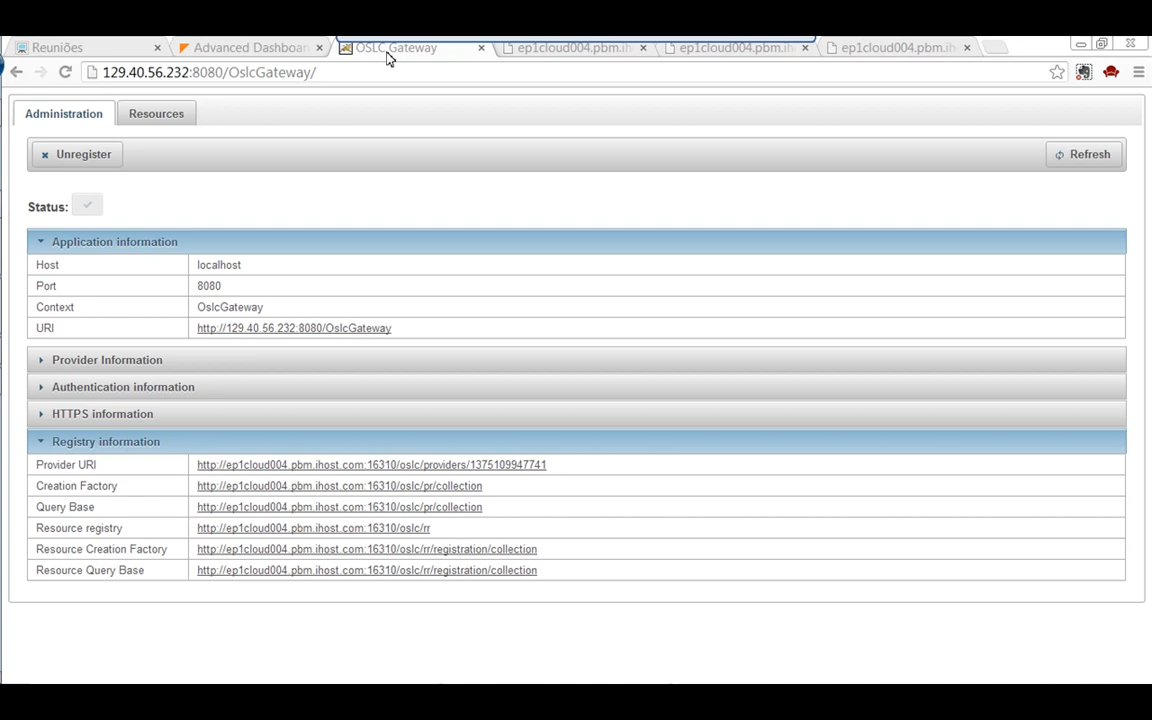 Reuniões
Advanced Dashboar
OSLC Gateway
ep1cloud004.pbm.ih
ep1cloud004.pbm.ih
ep1cloud004.pbm.ih
129.40.56.232:8080/OslcGateway/
Administration
Resources
Unregister
Refresh
Status:
Application information
Host localhost
Port 8080
Context OslcGateway
URI http://129.40.56.232:8080/OslcGateway
Provider Information
Authentication information
HTTPS information
Registry information
Provider URI http://ep1cloud004.pbm.ihost.com:16310/oslc/providers/1375109947741
Creation Factory http://ep1cloud004.pbm.ihost.com:16310/oslc/pr/collection
Query Base http://ep1cloud004.pbm.ihost.com:16310/oslc/pr/collection
Resource registry http://ep1cloud004.pbm.ihost.com:16310/oslc/rr
Resource Creation Factory http://ep1cloud004.pbm.ihost.com:16310/oslc/rr/registration/collection
Resource Query Base http://ep1cloud004.pbm.ihost.com:16310/oslc/rr/registration/collection